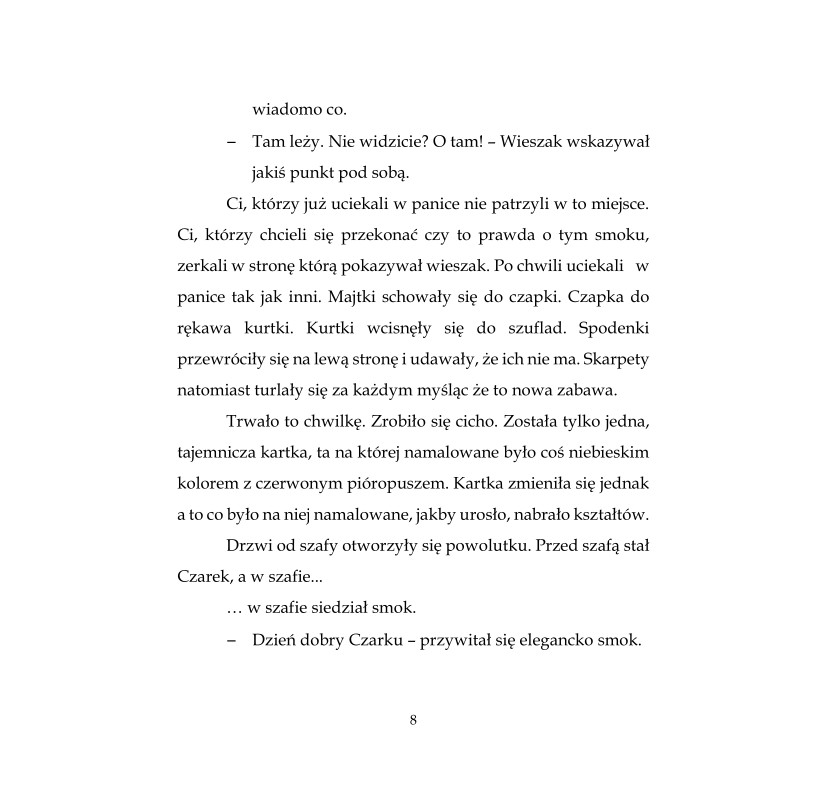 wiadomo co.
– Tam leży. Nie widzicie? O tam! – Wieszak wskazywał
jakiś punkt pod sobą.
Ci, którzy już uciekali w panice nie patrzyli w to miejsce.
Ci, którzy chcieli się przekonać czy to prawda o tym smoku,
zerkali w stronę którą pokazywał wieszak. Po chwili uciekali w
panice tak jak inni. Majtki schowały się do czapki. Czapka do
rękawa kurtki. Kurtki wcisnęły się do szuflad. Spodenki
przewróciły się na lewą stronę i udawały, że ich nie ma. Skarpety
natomiast turlały się za każdym myśląc że to nowa zabawa.
Trwało to chwilkę. Zrobiło się cicho. Została tylko jedna,
tajemnicza kartka, ta na której namalowane było coś niebieskim
kolorem z czerwonym pióropuszem. Kartka zmieniła się jednak
a to co było na niej namalowane, jakby urosło, nabrało kształtów.
Drzwi od szafy otworzyły się powolutku. Przed szafą stał
Czarek, a w szafie...
… w szafie siedział smok.
– Dzień dobry Czarku – przywitał się elegancko smok.
8